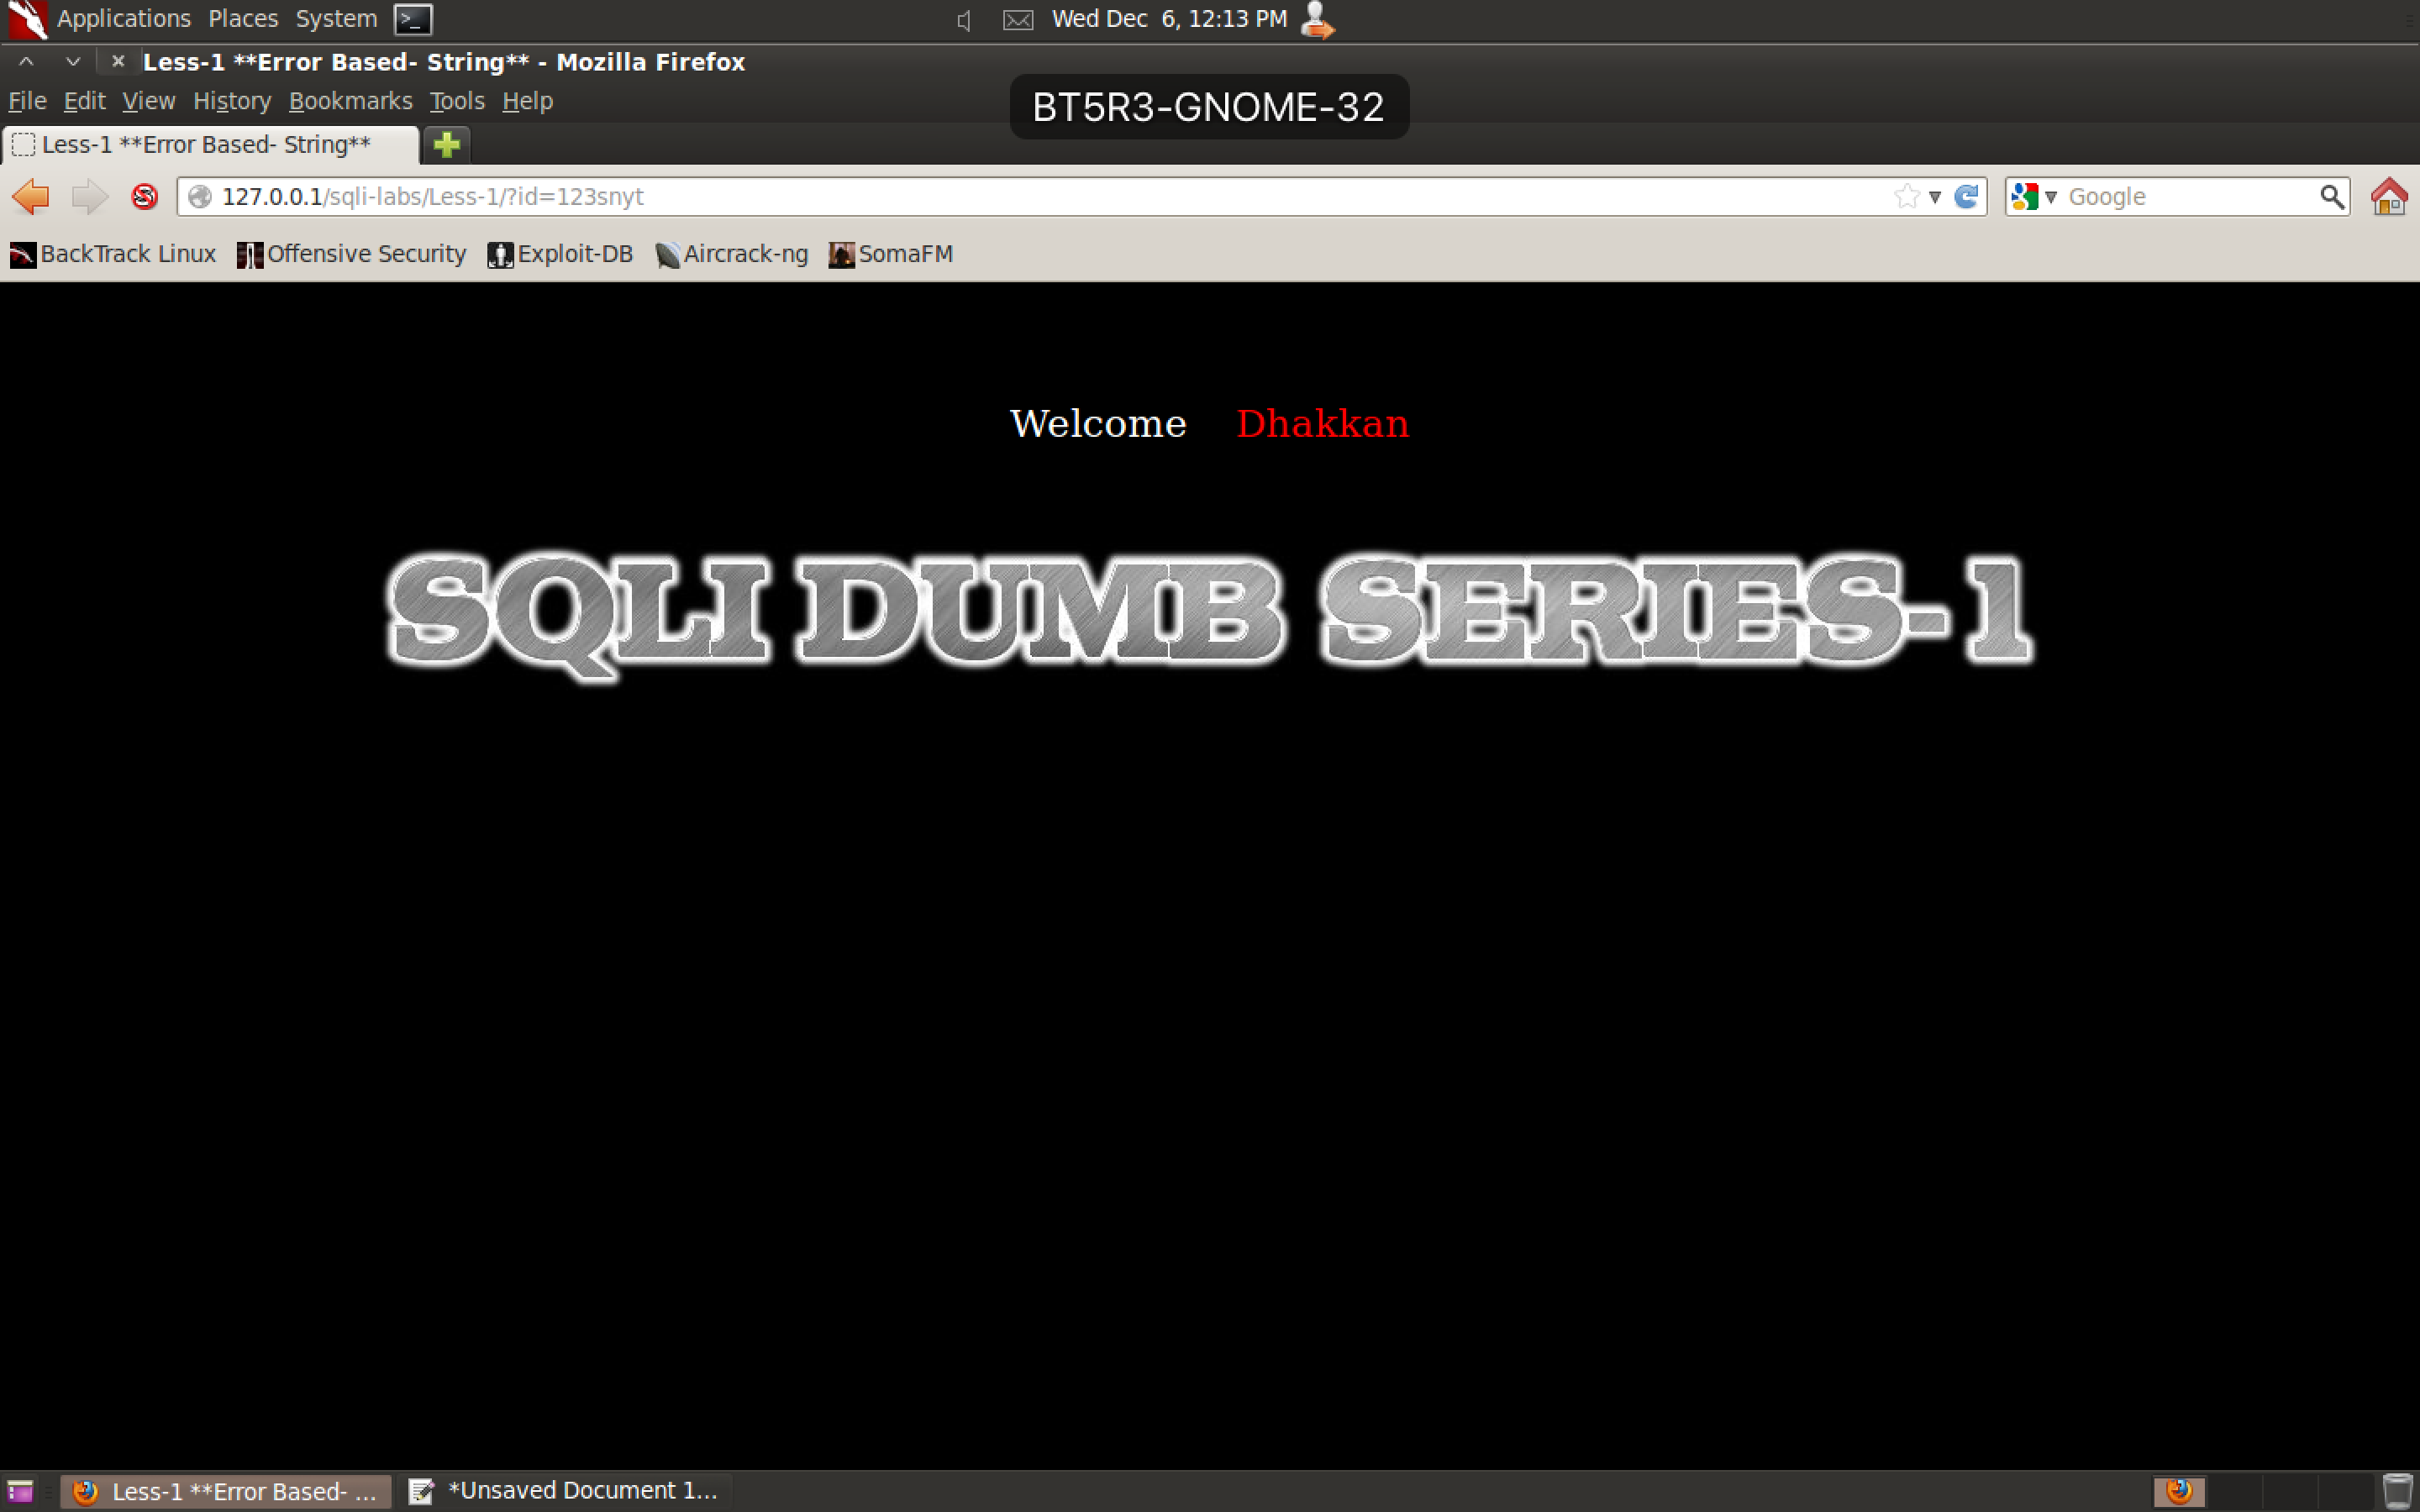 Applications Places System Wed Dec 6, 12:13 PM
Less-1 **Error Based- String** - Mozilla Firefox
File Edit View History Bookmarks Tools Help
BT5R3-GNOME-32
Less-1 **Error Based- String**
127.0.0.1/sqli-labs/Less-1/?id=123snyt Google
BackTrack Linux Offensive Security Exploit-DB Aircrack-ng SomaFM
Welcome Dhakkan
SQLI DUMB SERIES-1
Less-1 **Error Based- ... *Unsaved Document 1...